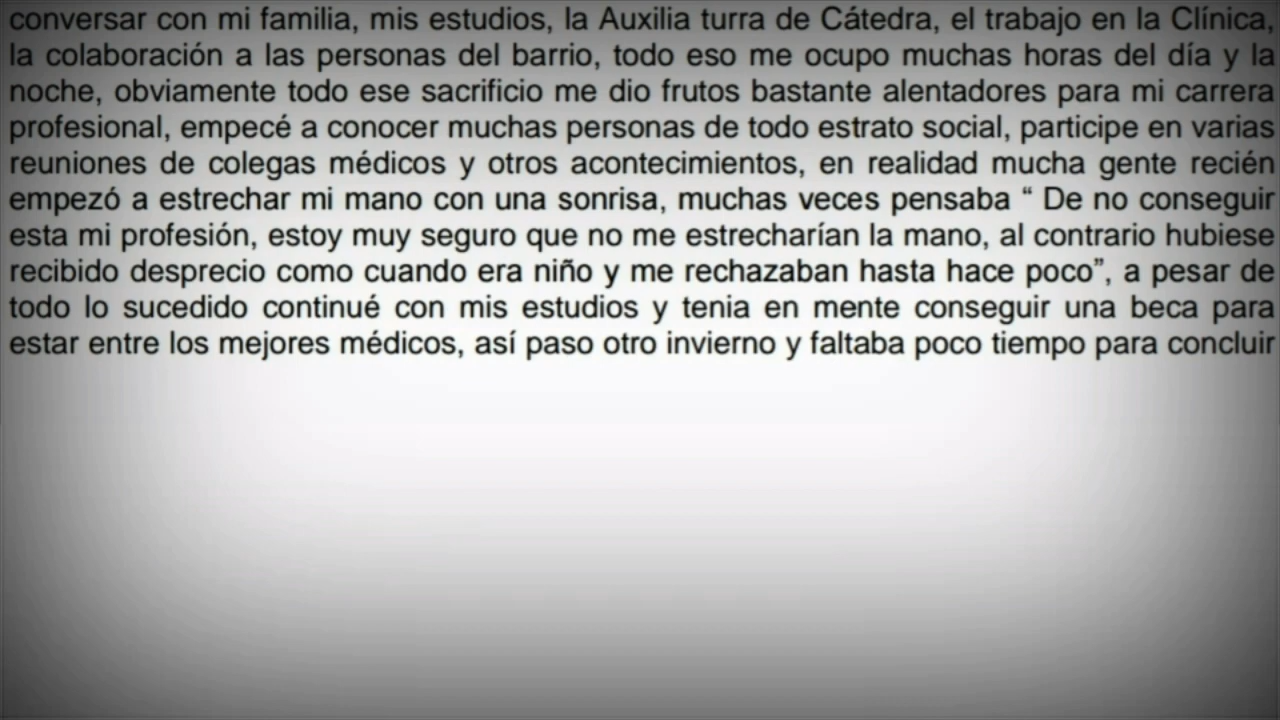 conversar con mi familia, mis estudios, la Auxilia turra de Cátedra, el trabajo en la Clínica,
la colaboración a las personas del barrio, todo eso me ocupo muchas horas del día y la
noche, obviamente todo ese sacrificio me dio frutos bastante alentadores para mi carrera
profesional, empecé a conocer muchas personas de todo estrato social, participe en varias
reuniones de colegas médicos y otros acontecimientos, en realidad mucha gente recién
empezó a estrechar mi mano con una sonrisa, muchas veces pensaba “ De no conseguir
esta mi profesión, estoy muy seguro que no me estrecharían la mano, al contrario hubiese
recibido desprecio como cuando era niño y me rechazaban hasta hace poco”, a pesar de
todo lo sucedido continué con mis estudios y tenia en mente conseguir una beca para
estar entre los mejores médicos, así paso otro invierno y faltaba poco tiempo para concluir